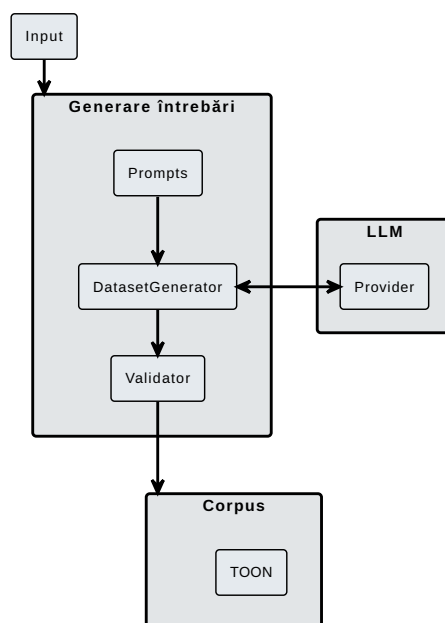 Input
Generare întrebări
Prompts
LLM
DatasetGenerator
Provider
Validator
Corpus
TOON